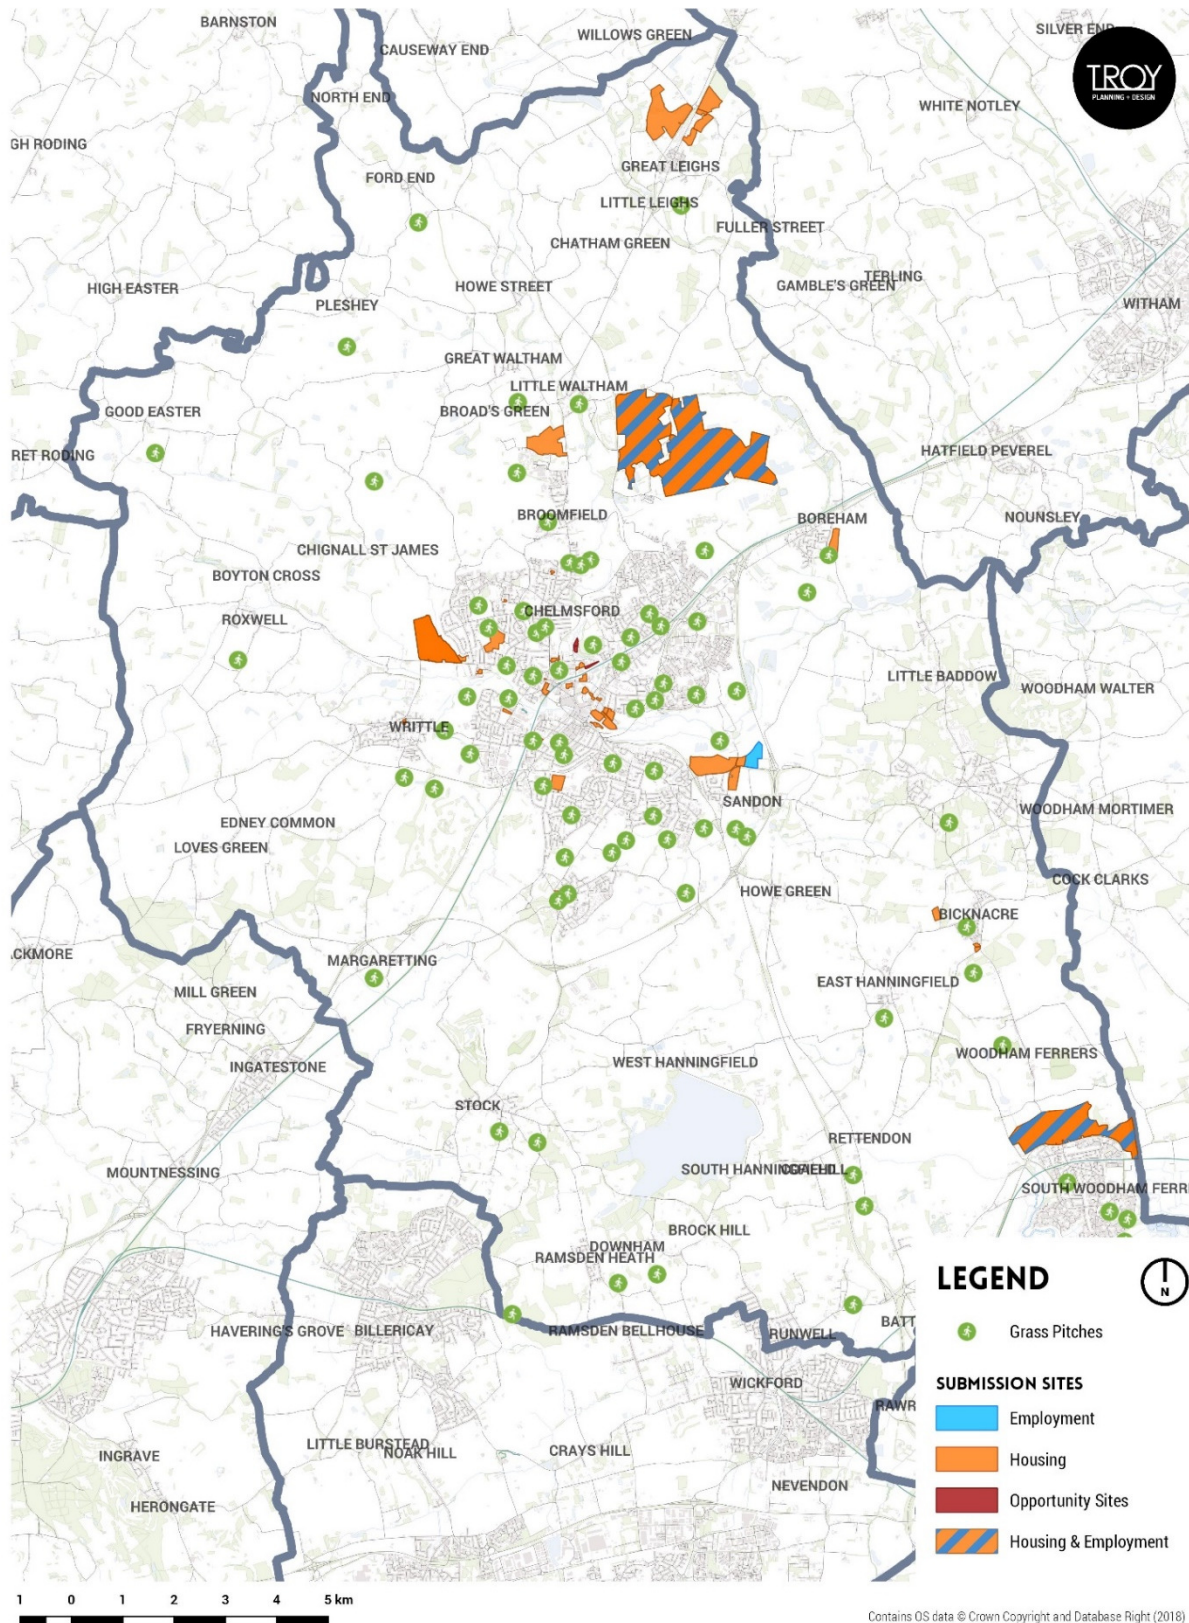 BARNSTON
CAUSEWAY END
WILLOWS GREEN
SILVER END
TROY
PLANNING + DESIGN
NORTH END
WHITE NOTLEY
GH RODING
FORD END
GREAT LEIGHS
LITTLE LEIGHS
FULLER STREET
CHATHAM GREEN
TERLING
GAMBLE'S GREEN
HIGH EASTER
HOWE STREET
PLESHEY
WITHAM
GREAT WALTHAM
LITTLE WALTHAM
GOOD EASTER
BROAD'S GREEN
RET RODING
HATFIELD PEVEREL
BROOMFIELD
BOREHAM
NOUNSLEY
CHIGNALL ST JAMES
BOYTON CROSS
CHELMSFORD
ROXWELL
LITTLE BADDOW
WOODHAM WALTER
WRITTLE
SANDON
WOODHAM MORTIMER
EDNEY COMMON
LOVES GREEN
COCK CLARKS
HOWE GREEN
BICKNACRE
CKMORE
MARGARETTING
EAST HANNINGFIELD
MILL GREEN
FRYERNING
WOODHAM FERRERS
INGATESTONE
WEST HANNINGFIELD
STOCK
RETTENDON
MOUNTNESSING
SOUTH HANNINGFIELD
SOUTH WOODHAM FERRE
BROCK HILL
DOWNHAM
RAMSDEN HEATH
HAVERING'S GROVE
BILLERICAY
RAMSDEN BELLHOUSE
RUNWELL
BATT
WICKFORD
RAWR
LITTLE BURSTEAD
NOAK HILL
CRAYS HILL
INGRAVE
NEVENDON
HERONGATE
LEGEND
N
Grass Pitches
SUBMISSION SITES
Employment
Housing
Opportunity Sites
Housing & Employment
1 0 1 2 3 4 5 km
Contains OS data © Crown Copyright and Database Right (2018)